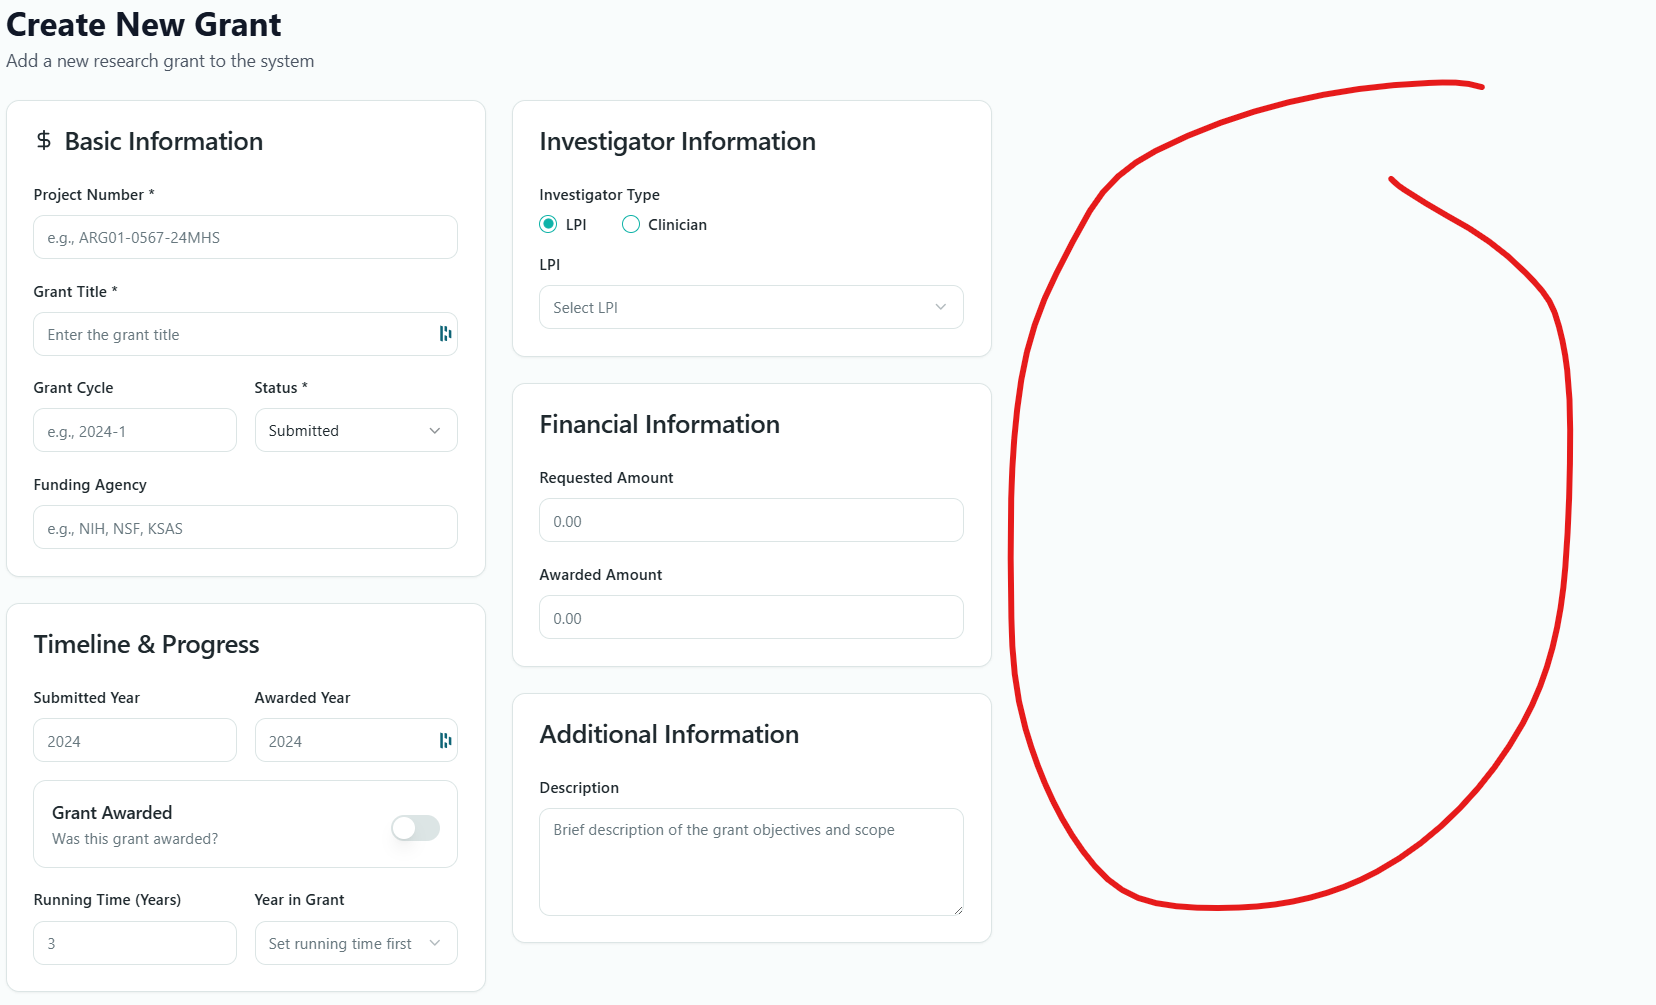 Create New Grant
Add a new research grant to the system
Basic Information
Project Number *
e.g., ARG01-0567-24MHS
Grant Title *
Enter the grant title
Grant Cycle
Status *
e.g., 2024-1
Submitted
Funding Agency
e.g., NIH, NSF, KSAS
Timeline & Progress
Submitted Year
Awarded Year
2024
2024
Grant Awarded
Was this grant awarded?
Running Time (Years)
Year in Grant
3
Set running time first
Investigator Information
Investigator Type
LPI
Clinician
LPI
Select LPI
Financial Information
Requested Amount
0.00
Awarded Amount
0.00
Additional Information
Description
Brief description of the grant objectives and scope